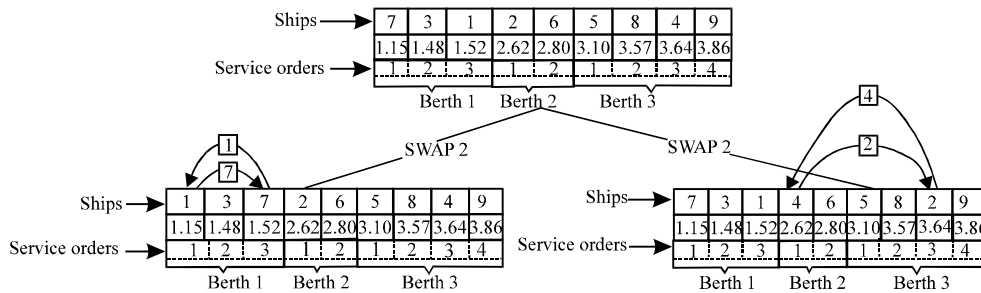 Ships 7 3 1 2 6 5 8 4 9
1.15 1.48 1.52 2.62 2.80 3.10 3.57 3.64 3.86
Service orders 1 2 3 1 2 1 2 3 4
Berth 1 Berth 2 Berth 3
SWAP 2
1
7
Ships 1 3 7 2 6 5 8 4 9
1.15 1.48 1.52 2.62 2.80 3.10 3.57 3.64 3.86
Service orders 1 2 3 1 2 1 2 3 4
Berth 1 Berth 2 Berth 3
SWAP 2
4
2
Ships 7 3 1 4 6 5 8 2 9
1.15 1.48 1.52 2.62 2.80 3.10 3.57 3.64 3.86
Service orders 1 2 3 1 2 1 2 3 4
Berth 1 Berth 2 Berth 3